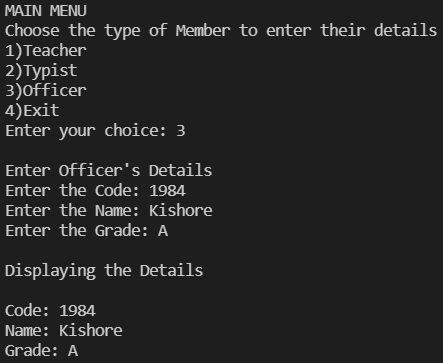 MAIN MENU
Choose the type of Member to enter their details
1)Teacher
2)Typist
3)Officer
4)Exit
Enter your choice: 3
Enter Officer's Details
Enter the Code: 1984
Enter the Name: Kishore
Enter the Grade: A
Displaying the Details
Code: 1984
Name: Kishore
Grade: A